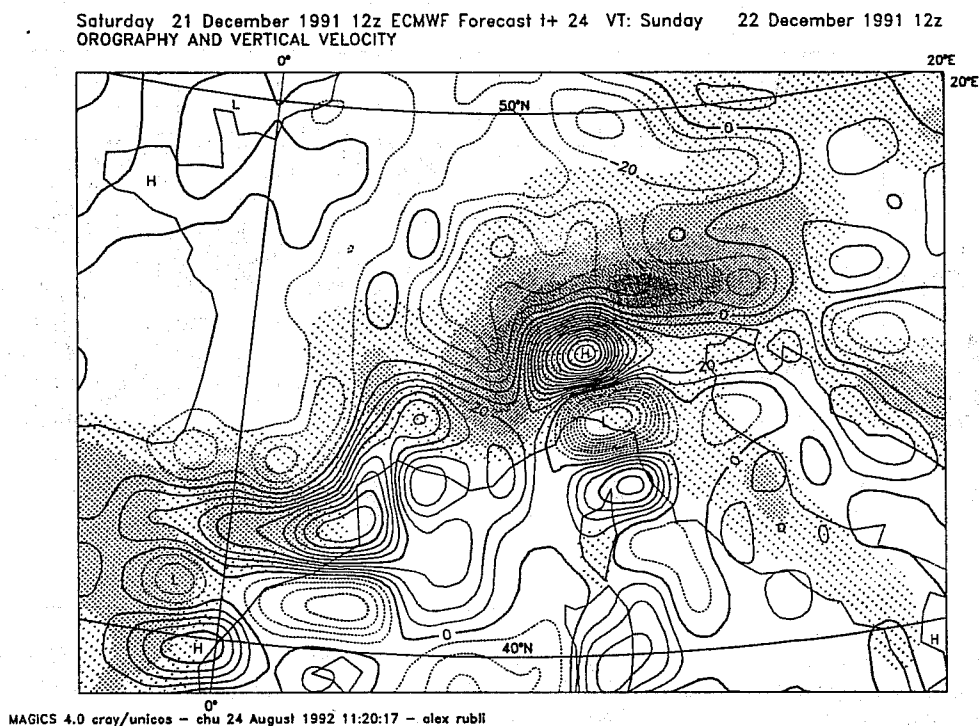 Saturday 21 December 1991 12z ECMWF Forecast t+ 24 VT: Sunday 22 December 1991 12z
OROGRAPHY AND VERTICAL VELOCITY
0° 20°E
20°E
L 50°N 0
H -20
0
H
20
-20
L
0
H 40°N H
0°
MAGICS 4.0 cray/unicos - chu 24 August 1992 11:20:17 - alex rubli